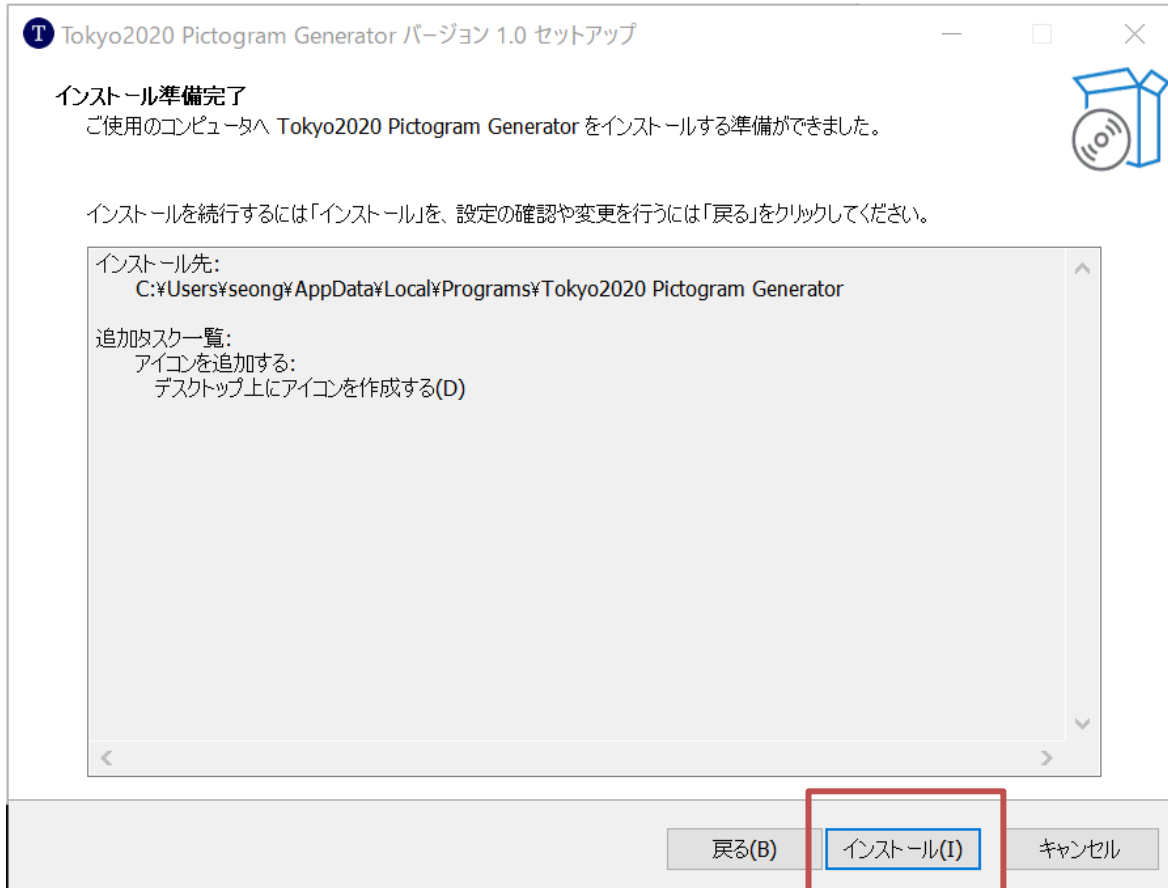 T Tokyo2020 Pictogram Generator バージョン 1.0 セットアップ
インストール準備完了
ご使用のコンピュータへ Tokyo2020 Pictogram Generator をインストールする準備ができました。
インストールを続行するには「インストール」を、設定の確認や変更を行うには「戻る」をクリックしてください。
インストール先:
C:¥Users¥seong¥AppData¥Local¥Programs¥Tokyo2020 Pictogram Generator
追加タスク一覧:
アイコンを追加する:
デスクトップ上にアイコンを作成する(D)
戻る(B) インストール(I) キャンセル